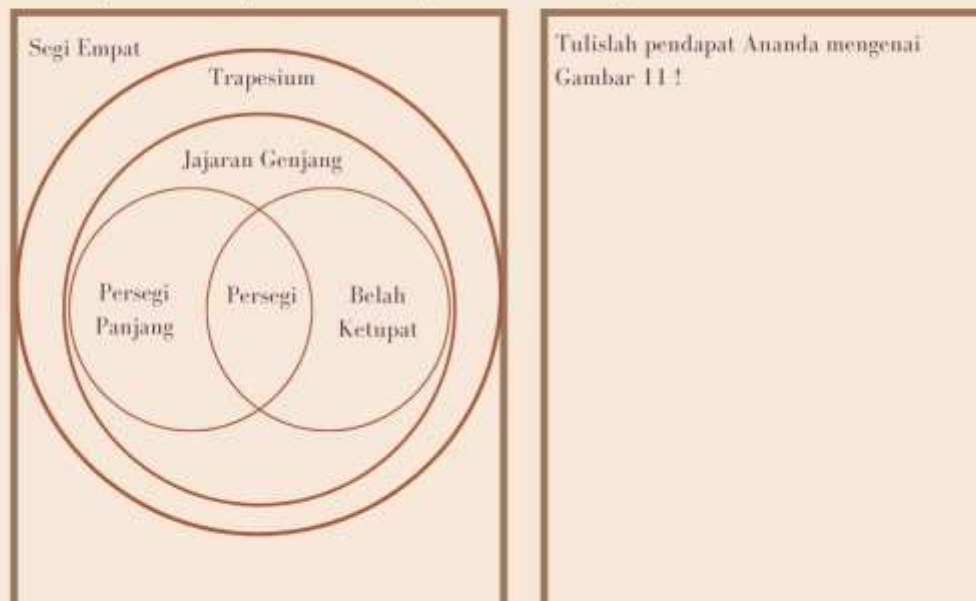 Segi Empat
Trapesium
Jajaran Genjang
Persegi
Panjang
Persegi
Belah
Ketupat
Tulislah pendapat Ananda mengenai
Gambar 11 !